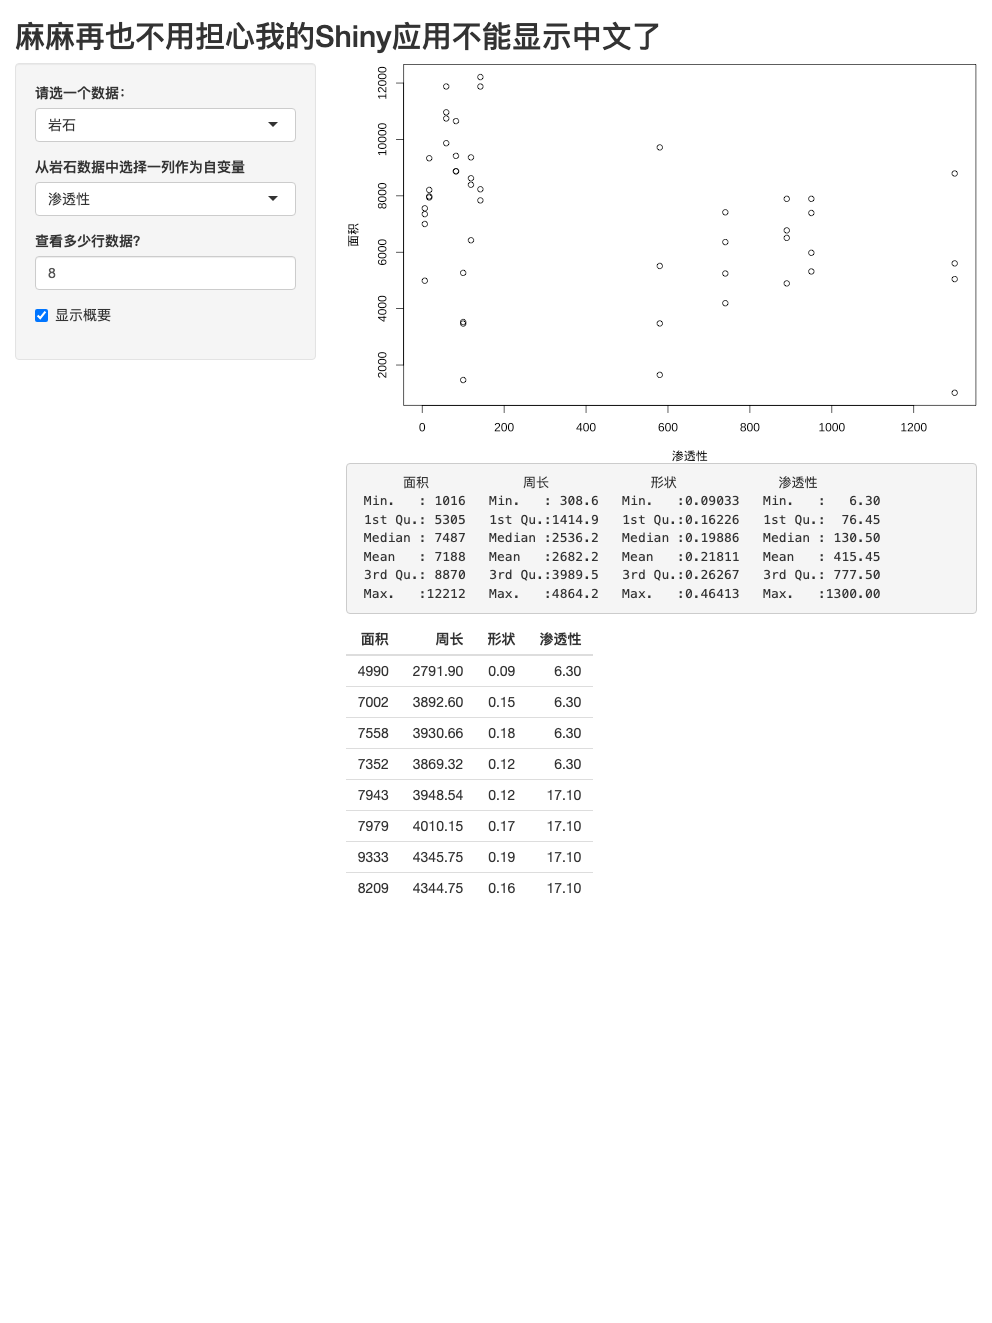 麻麻再也不用担心我的Shiny应用不能显示中文了
请选一个数据：
岩石
从岩石数据中选择一列作为自变量
渗透性
查看多少行数据?
8
显示概要
面积
12000
10000
8000
6000
4000
2000
0 200 400 600 800 1000 1200
渗透性
面积 周长 形状 渗透性
Min. : 1016 Min. : 308.6 Min. :0.09033 Min. : 6.30
1st Qu.: 5305 1st Qu.:1414.9 1st Qu.:0.16226 1st Qu.: 76.45
Median : 7487 Median :2536.2 Median :0.19886 Median : 130.50
Mean : 7188 Mean :2682.2 Mean :0.21811 Mean : 415.45
3rd Qu.: 8870 3rd Qu.:3989.5 3rd Qu.:0.26267 3rd Qu.: 777.50
Max. :12212 Max. :4864.2 Max. :0.46413 Max. :1300.00
面积 周长 形状 渗透性
4990 2791.90 0.09 6.30
7002 3892.60 0.15 6.30
7558 3930.66 0.18 6.30
7352 3869.32 0.12 6.30
7943 3948.54 0.12 17.10
7979 4010.15 0.17 17.10
9333 4345.75 0.19 17.10
8209 4344.75 0.16 17.10